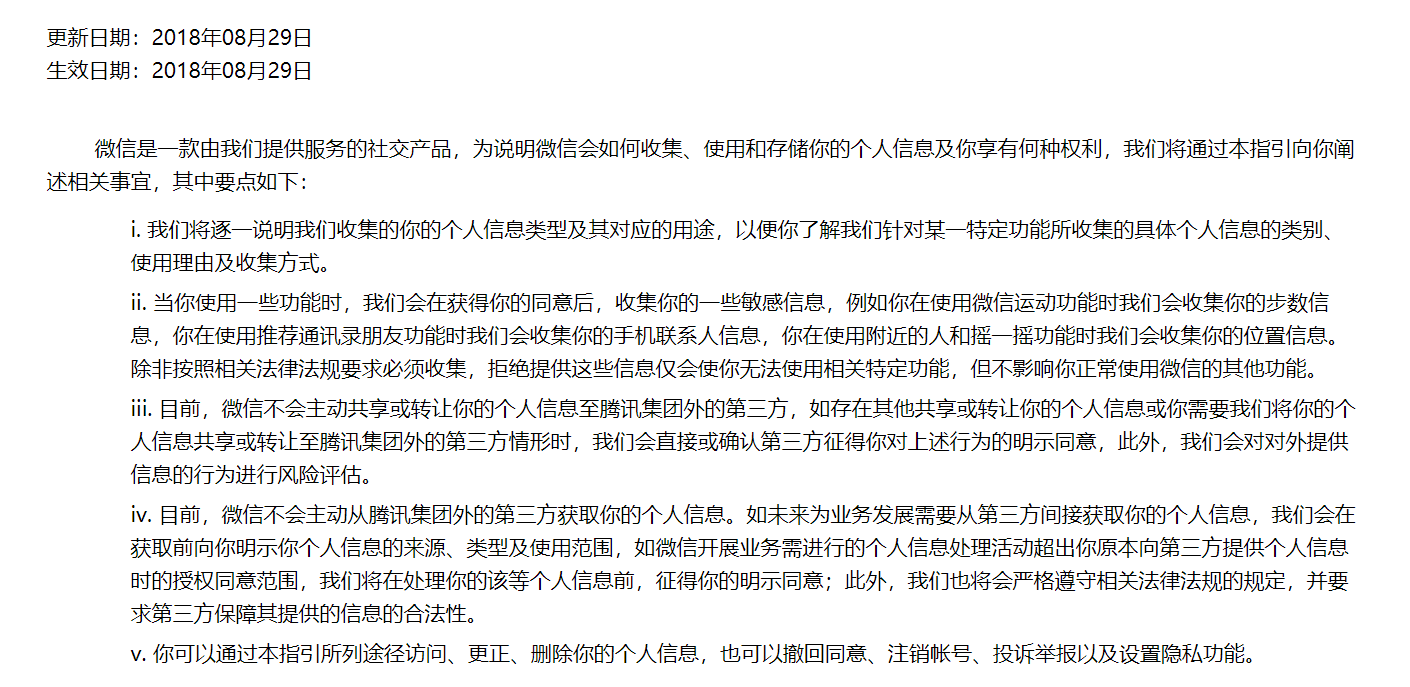 更新日期：2018年08月29日
生效日期：2018年08月29日
微信是一款由我们提供服务的社交产品，为说明微信会如何收集、使用和存储你的个人信息及你享有何种权利，我们将通过本指引向你阐
述相关事宜，其中要点如下：
i. 我们将逐一说明我们收集的你的个人信息类型及其对应的用途，以便你了解我们针对某一特定功能所收集的具体个人信息的类别、
使用理由及收集方式。
ii. 当你使用一些功能时，我们会在获得你的同意后，收集你的一些敏感信息，例如你在使用微信运动功能时我们会收集你的步数信
息，你在使用推荐通讯录朋友功能时我们会收集你的手机联系人信息，你在使用附近的人和摇一摇功能时我们会收集你的位置信息。
除非按照相关法律法规要求必须收集，拒绝提供这些信息仅会使你无法使用相关特定功能，但不影响你正常使用微信的其他功能。
iii. 目前，微信不会主动共享或转让你的个人信息至腾讯集团外的第三方，如存在其他共享或转让你的个人信息或你需要我们将你的个
人信息共享或转让至腾讯集团外的第三方情形时，我们会直接或确认第三方征得你对上述行为的明示同意，此外，我们会对对外提供
信息的行为进行风险评估。
iv. 目前，微信不会主动从腾讯集团外的第三方获取你的个人信息。如未来为业务发展需要从第三方间接获取你的个人信息，我们会在
获取前向你明示你个人信息的来源、类型及使用范围，如微信开展业务需进行的个人信息处理活动超出你原本向第三方提供个人信息
时的授权同意范围，我们将在处理你的该等个人信息前，征得你的明示同意；此外，我们也将会严格遵守相关法律法规的规定，并要
求第三方保障其提供的信息的合法性。
v. 你可以通过本指引所列途径访问、更正、删除你的个人信息，也可以撤回同意、注销帐号、投诉举报以及设置隐私功能。